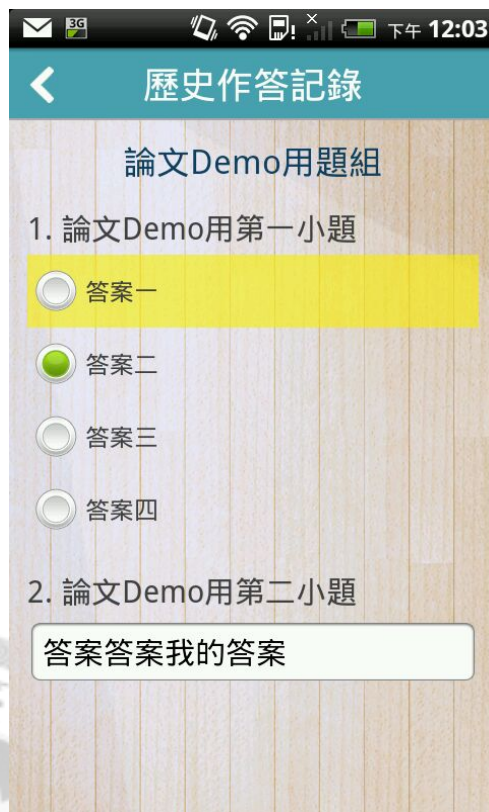 3G 下午 12:03
歷史作答記錄
論文Demo用題組
1. 論文Demo用第一小題
答案一
答案二
答案三
答案四
2. 論文Demo用第二小題
答案答案我的答案